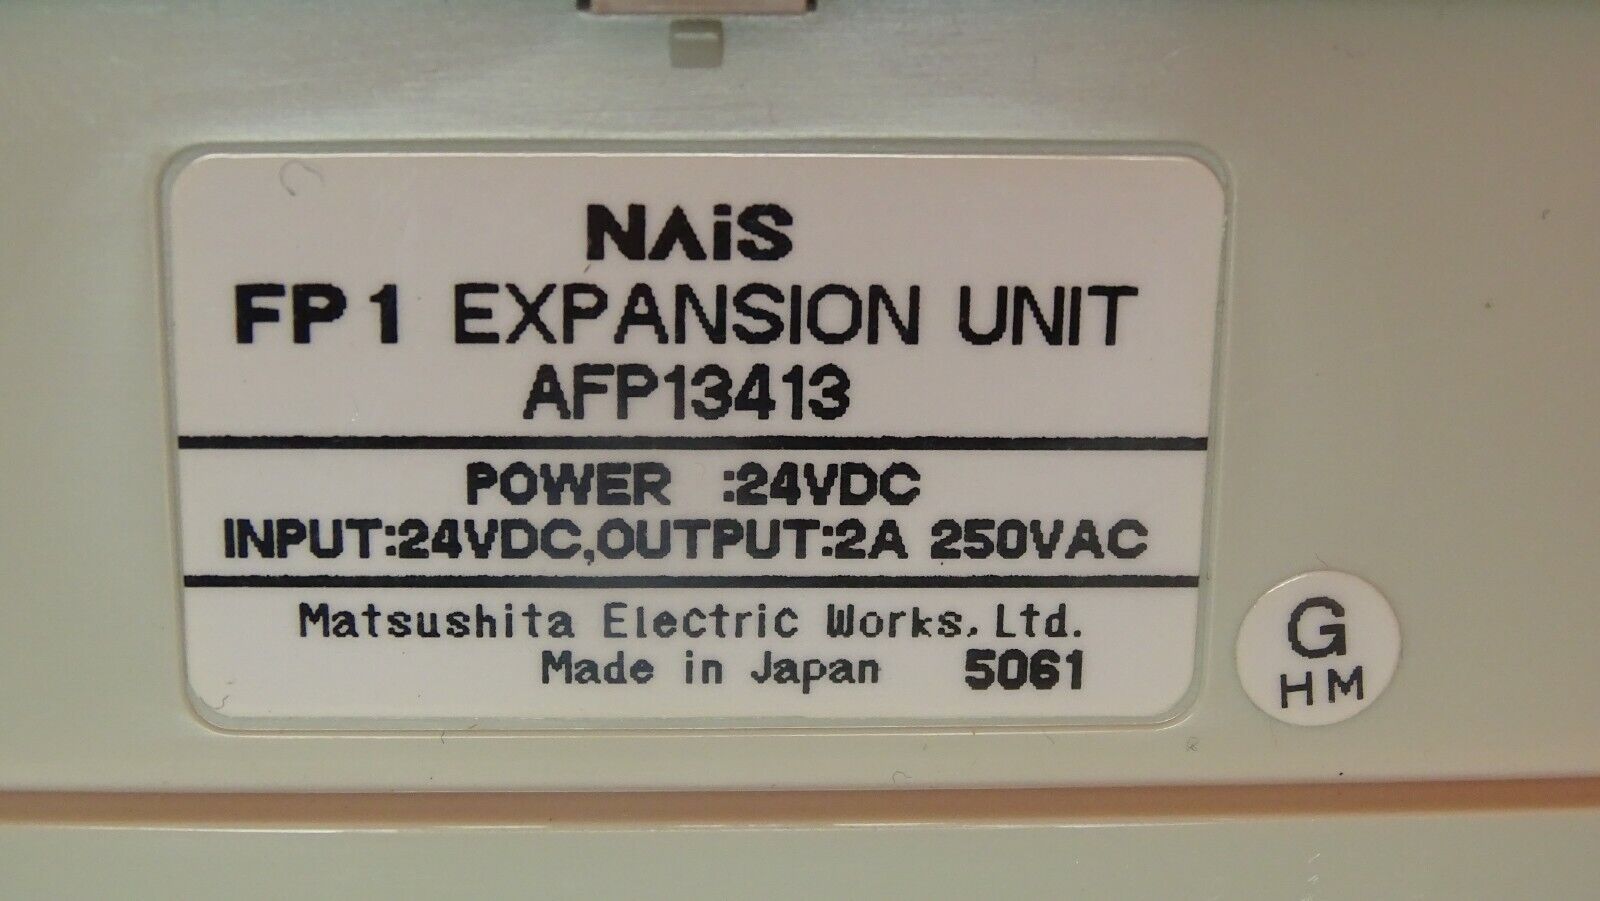 NAiS
FP1 EXPANSION UNIT
AFP13413
POWER :24VDC
INPUT:24VDC,OUTPUT:2A 250VAC
Matsushita Electric Works, Ltd.
Made in Japan 5061
G
HM